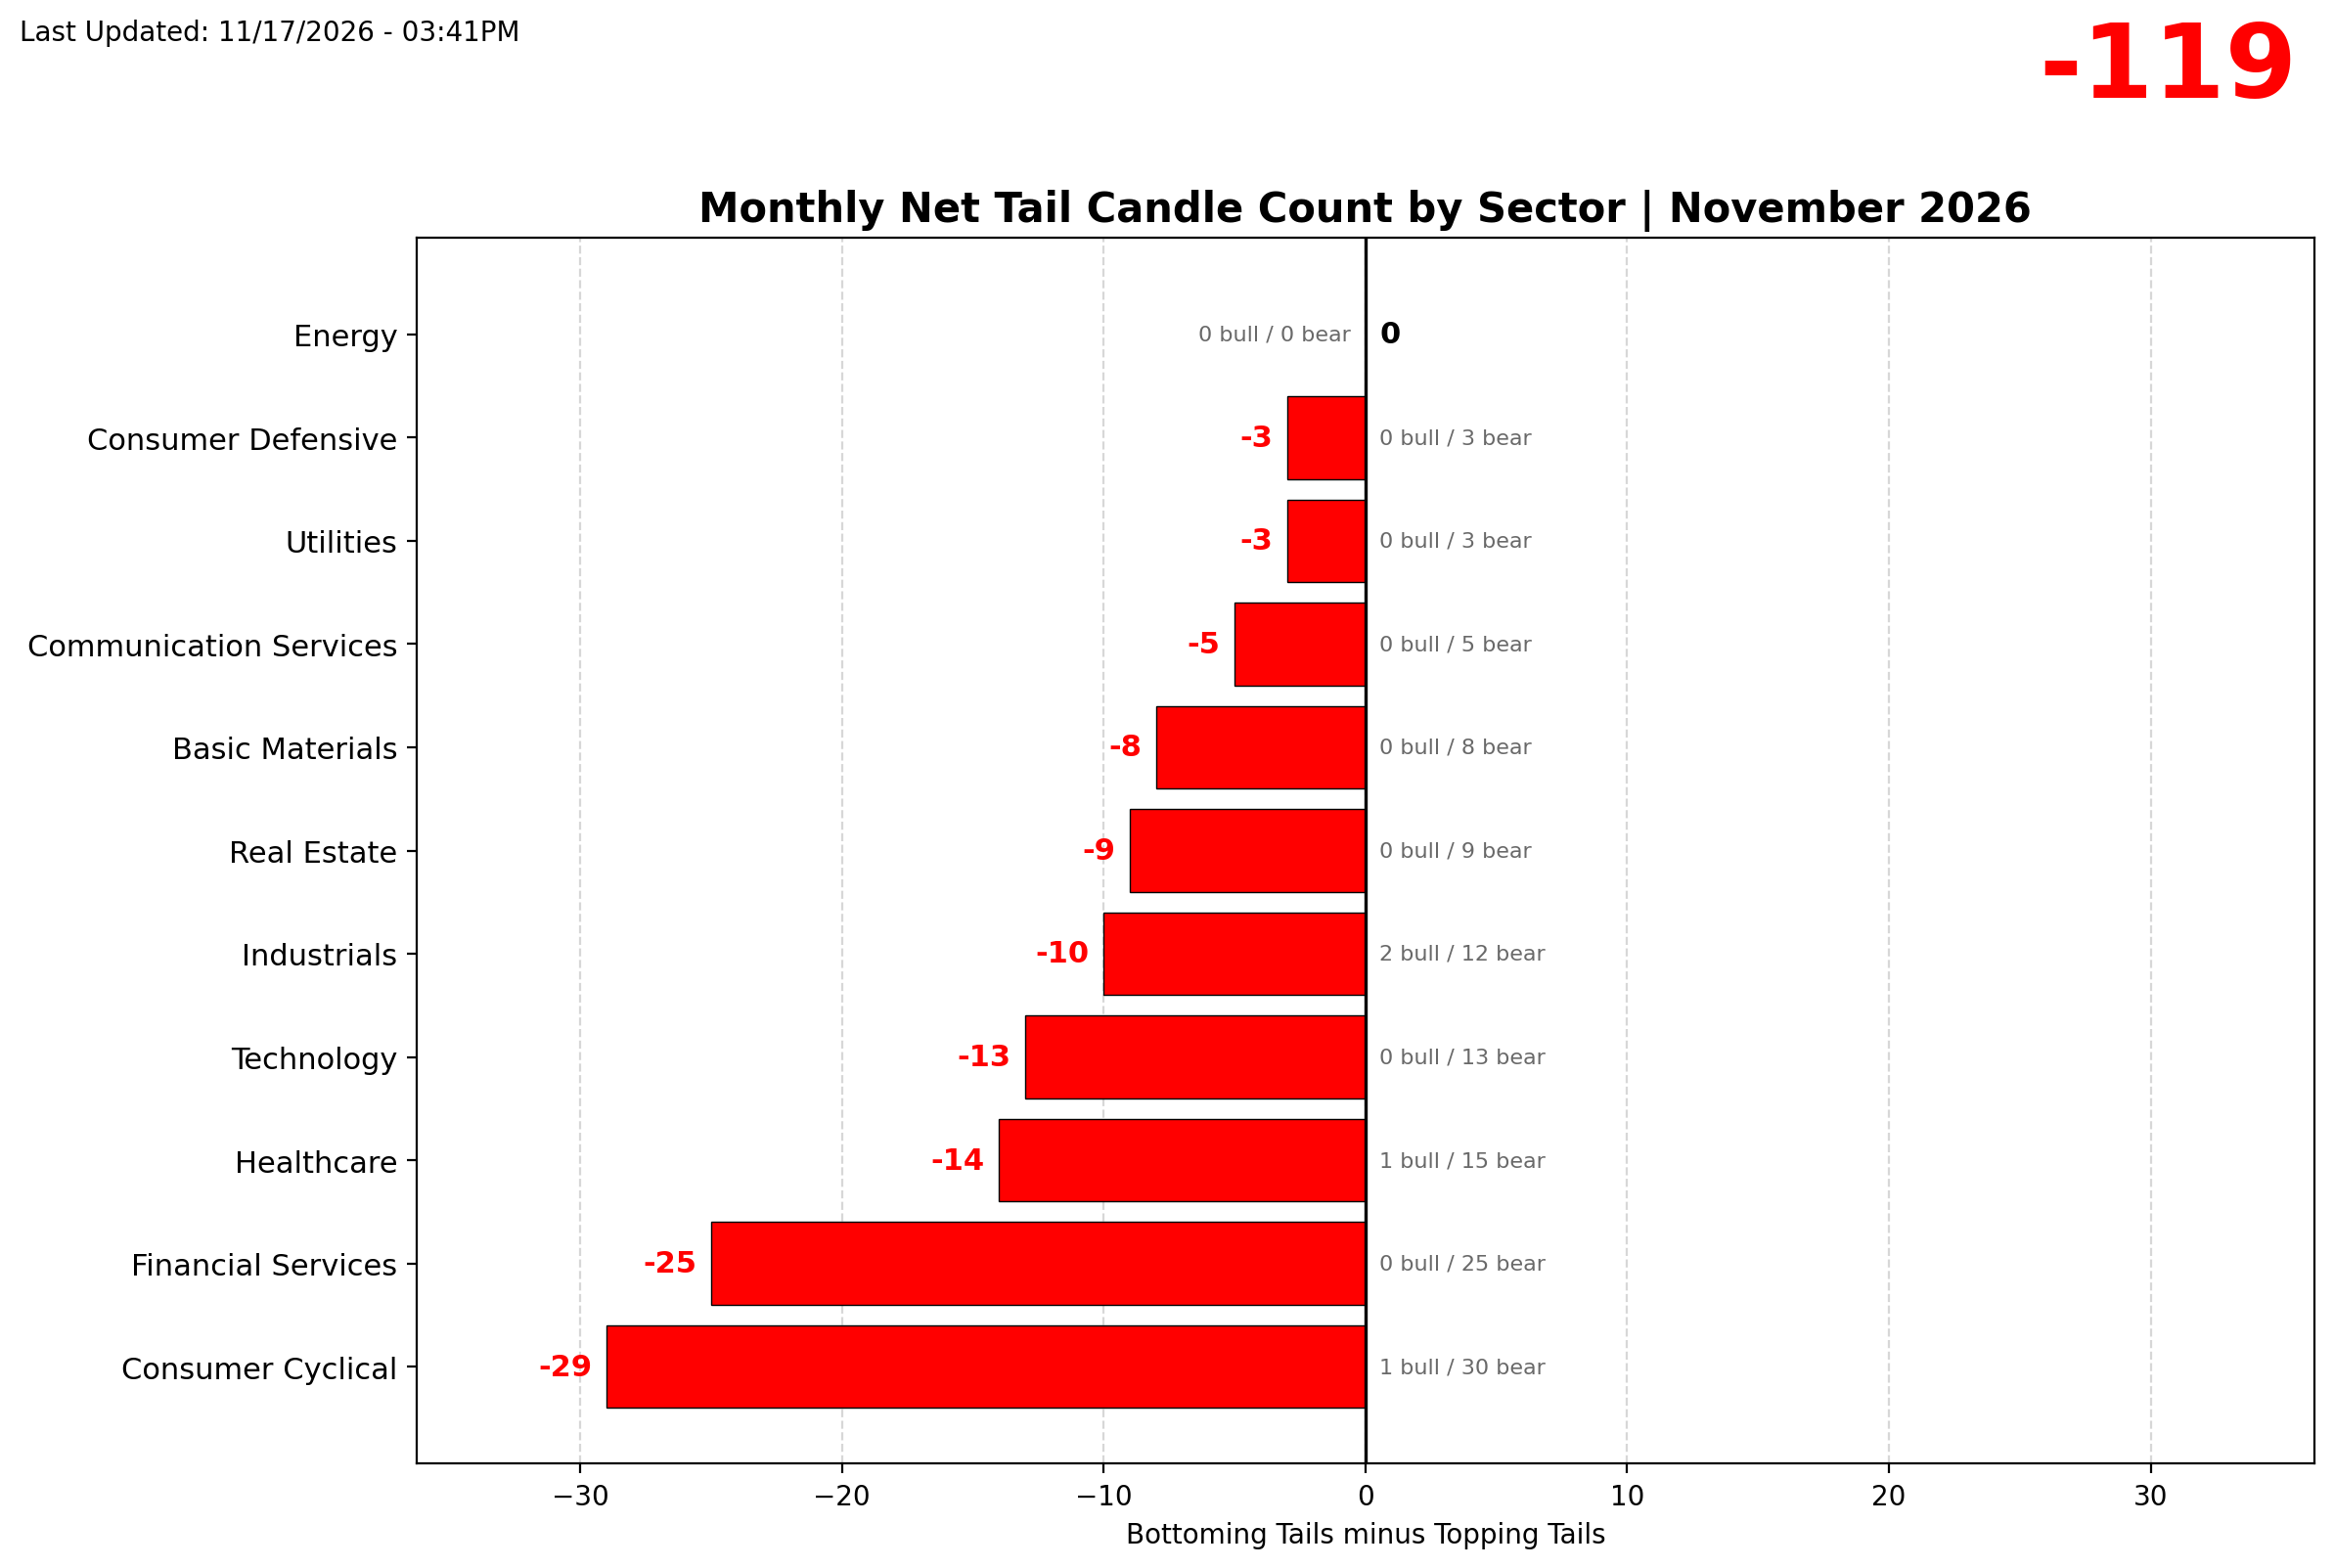 Last Updated: 11/17/2026 - 03:41PM
-119
Monthly Net Tail Candle Count by Sector | November 2026
Energy 0 bull / 0 bear 0
Consumer Defensive -3 0 bull / 3 bear
Utilities -3 0 bull / 3 bear
Communication Services -5 0 bull / 5 bear
Basic Materials -8 0 bull / 8 bear
Real Estate -9 0 bull / 9 bear
Industrials -10 2 bull / 12 bear
Technology -13 0 bull / 13 bear
Healthcare -14 1 bull / 15 bear
Financial Services -25 0 bull / 25 bear
Consumer Cyclical -29 1 bull / 30 bear
−30 −20 −10 0 10 20 30
Bottoming Tails minus Topping Tails